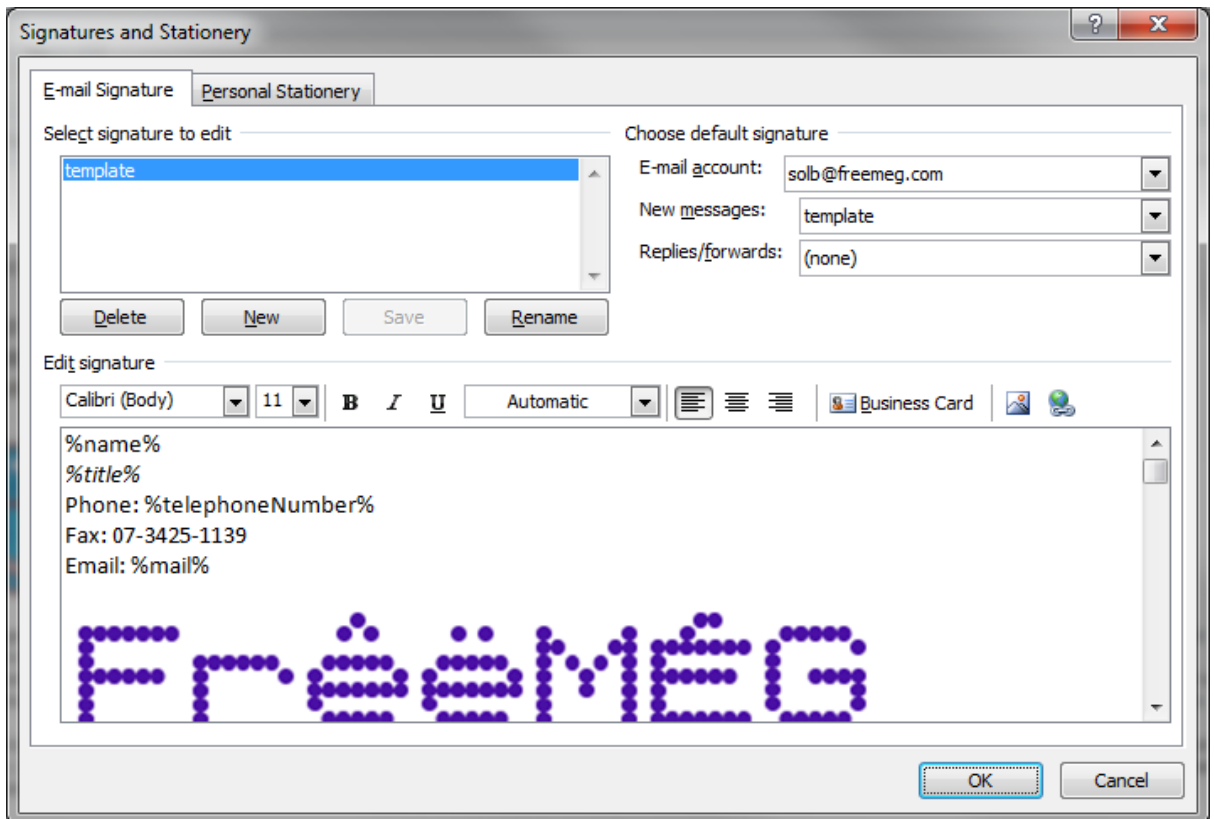 Signatures and Stationery
E-mail Signature
Personal Stationery
Select signature to edit
template
Delete
New
Save
Rename
Choose default signature
E-mail account:
solb@freemeg.com
New messages:
template
Replies/forwards:
(none)
Edit signature
Calibri (Body)
11
B
I
U
Automatic
Business Card
%name%
%title%
Phone: %telephoneNumber%
Fax: 07-3425-1139
Email: %mail%
FrêëMÉG
OK
Cancel